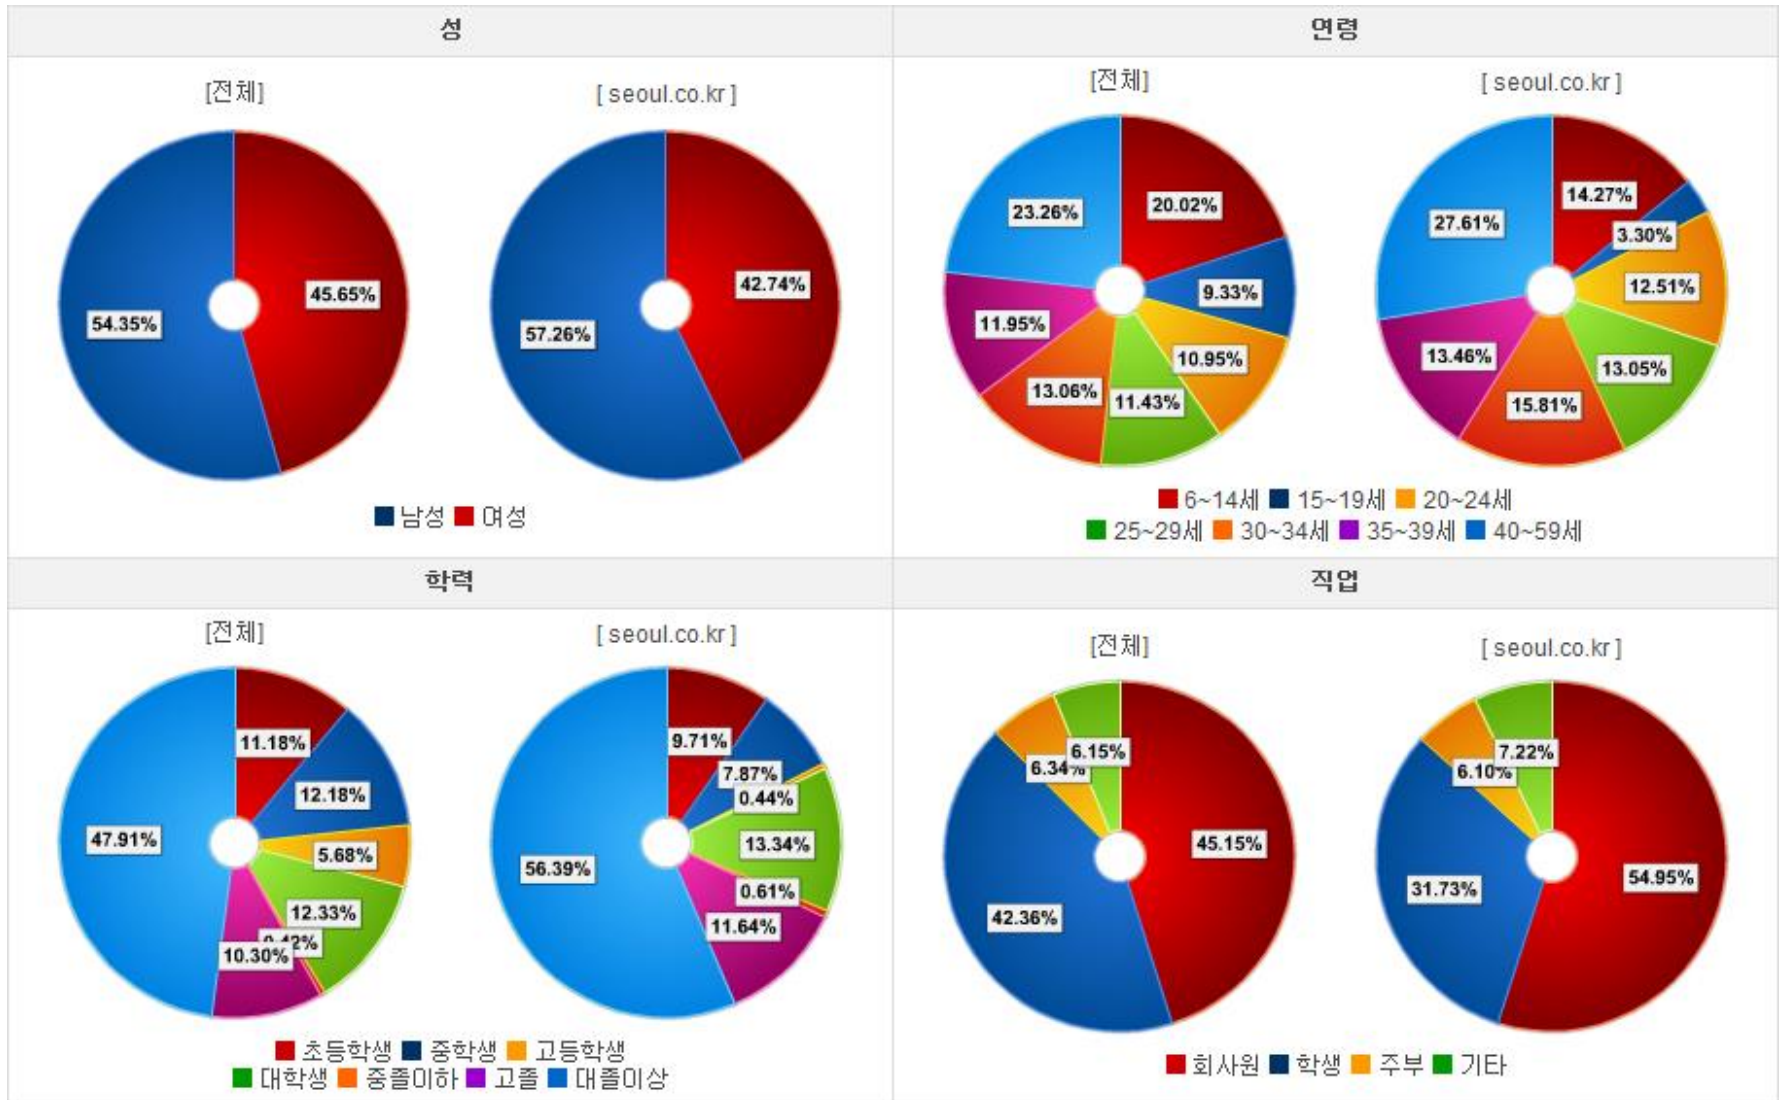 성
연령
[전체]
[ seoul.co.kr ]
54.35%
45.65%
57.26%
42.74%
남성 여성
[전체]
[ seoul.co.kr ]
20.02%
9.33%
10.95%
11.43%
13.06%
11.95%
23.26%
14.27%
3.30%
12.51%
13.05%
15.81%
13.46%
27.61%
6~14세 15~19세 20~24세
25~29세 30~34세 35~39세 40~59세
학력
직업
[전체]
[ seoul.co.kr ]
11.18%
12.18%
5.68%
12.33%
0.42%
10.30%
47.91%
9.71%
7.87%
0.44%
13.34%
0.61%
11.64%
56.39%
초등학생 중학생 고등학생
대학생 중졸이하 고졸 대졸이상
[전체]
[ seoul.co.kr ]
45.15%
42.36%
6.34%
6.15%
54.95%
31.73%
6.10%
7.22%
회사원 학생 주부 기타